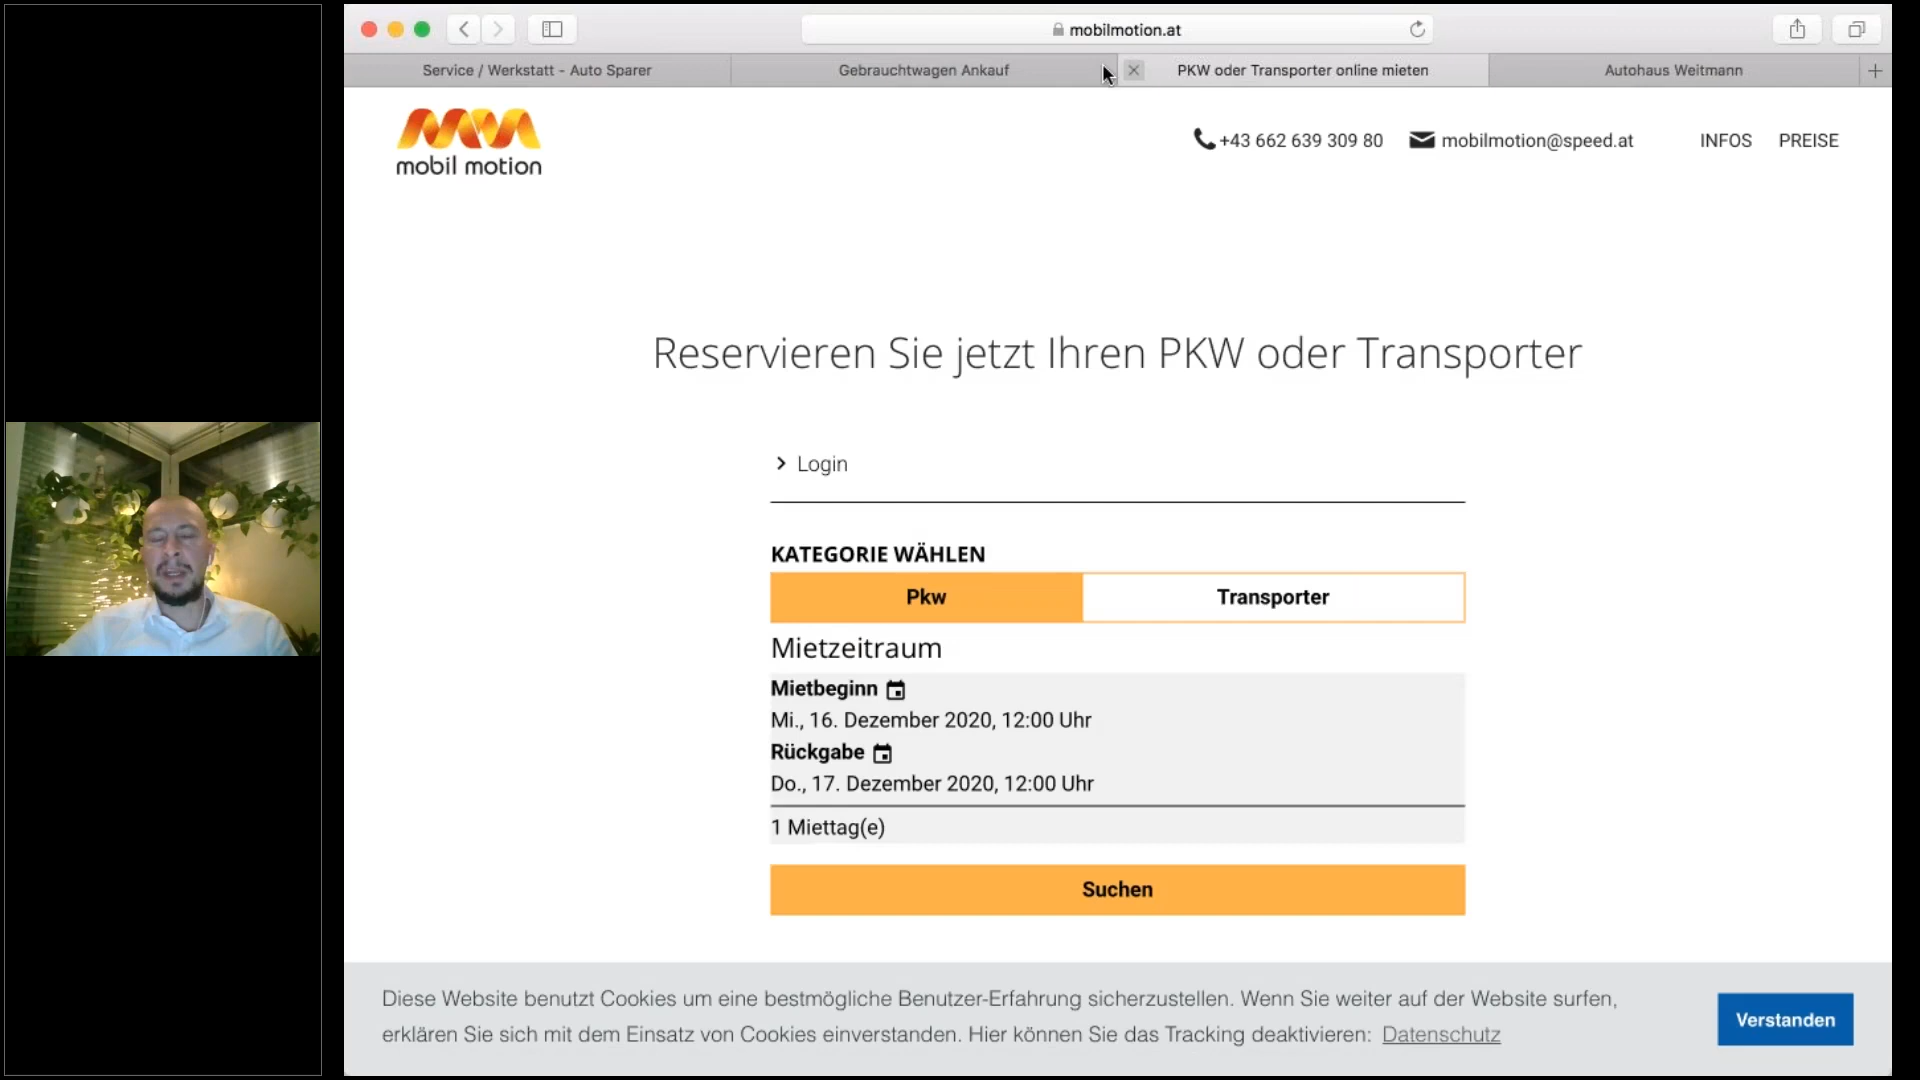 mobilmotion.at
Service / Werkstatt - Auto Sparer
Gebrauchtwagen Ankauf
PKW oder Transporter online mieten
Autohaus Weitmann
mobil motion
+43 662 639 309 80
mobilmotion@speed.at
INFOS
PREISE
Reservieren Sie jetzt Ihren PKW oder Transporter
Login
KATEGORIE WÄHLEN
Pkw
Transporter
Mietzeitraum
Mietbeginn
Mi., 16. Dezember 2020, 12:00 Uhr
Rückgabe
Do., 17. Dezember 2020, 12:00 Uhr
1 Miettag(e)
Suchen
Diese Website benutzt Cookies um eine bestmögliche Benutzer-Erfahrung sicherzustellen. Wenn Sie weiter auf der Website surfen,
erklären Sie sich mit dem Einsatz von Cookies einverstanden. Hier können Sie das Tracking deaktivieren: Datenschutz
Verstanden